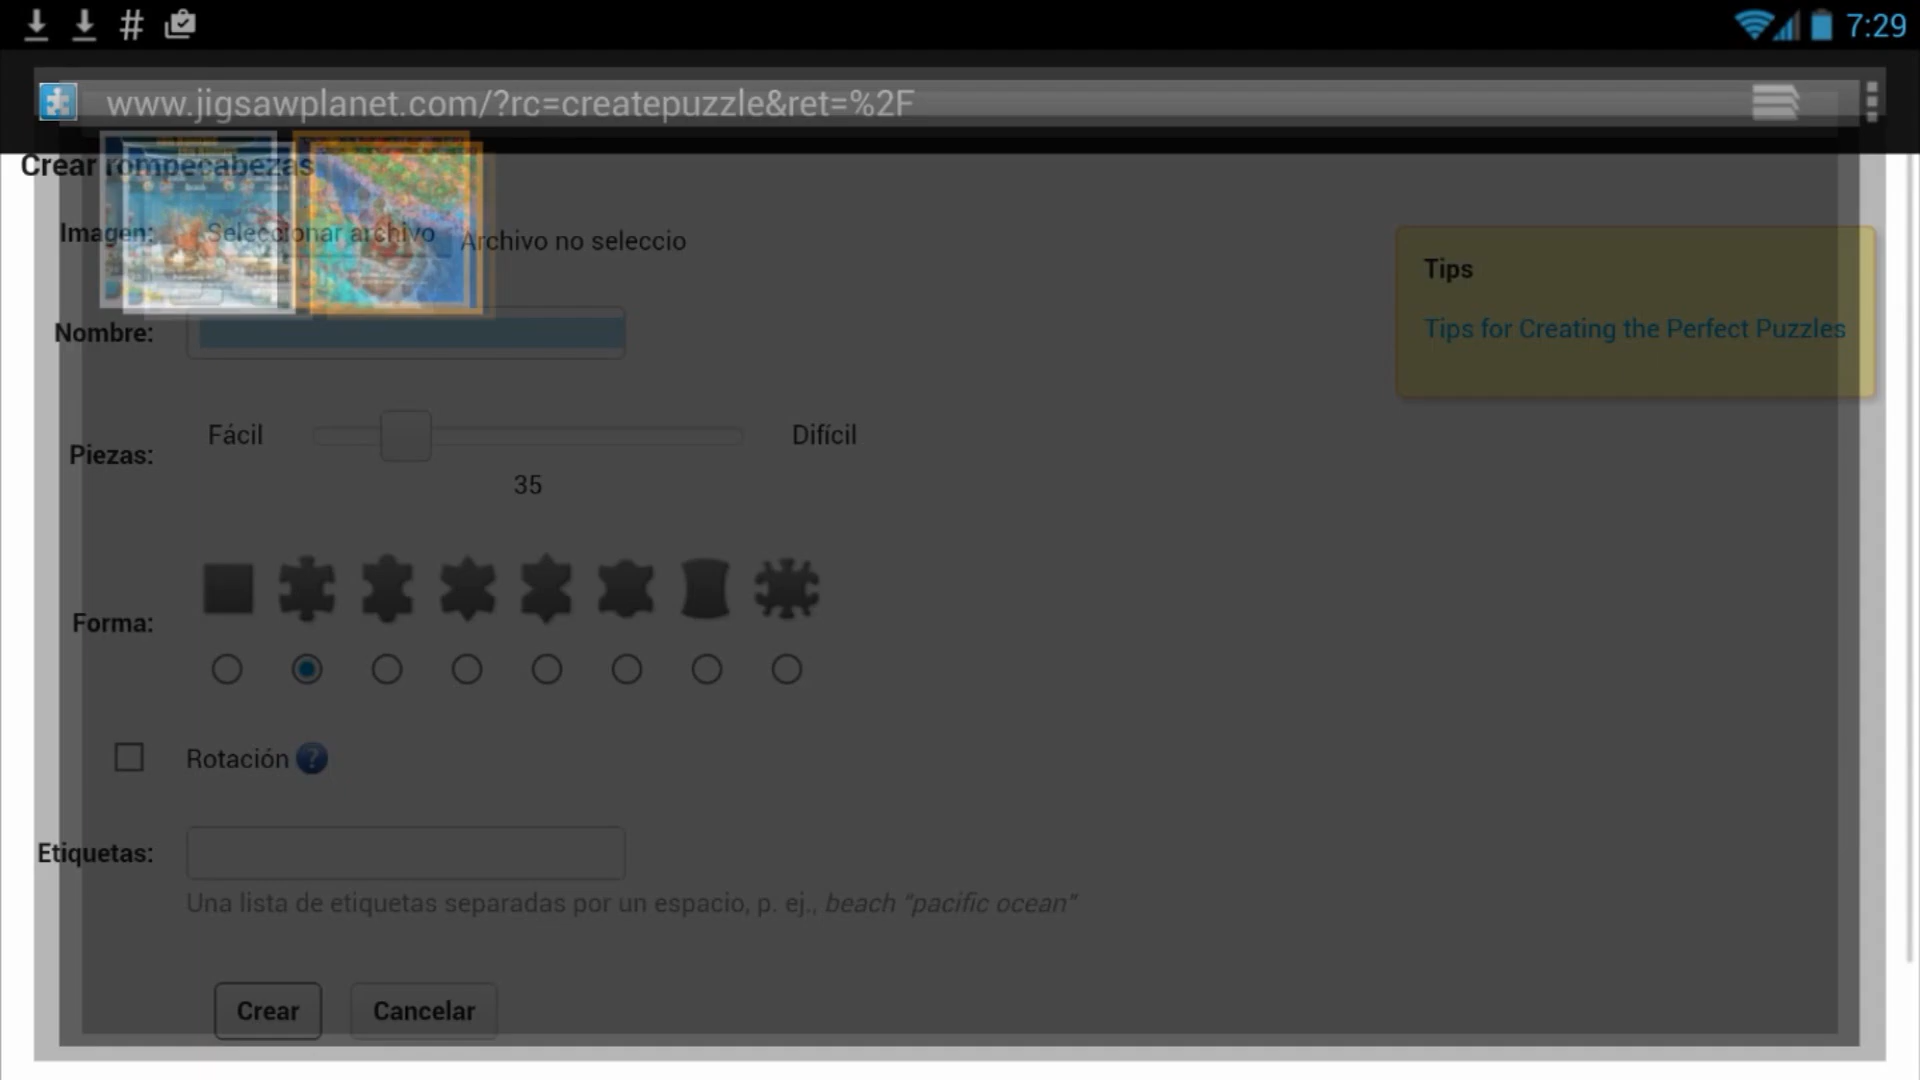 7:29
www.jigsawplanet.com/?rc=createpuzzle&ret=%2F
Crear rompecabezas
Imagen: Seleccionar archivo Archivo no seleccio
Tips
Tips for Creating the Perfect Puzzles
Nombre:
Piezas: Fácil Difícil
35
Forma:
Rotación ?
Etiquetas:
Una lista de etiquetas separadas por un espacio, p. ej., beach "pacific ocean"
Crear Cancelar